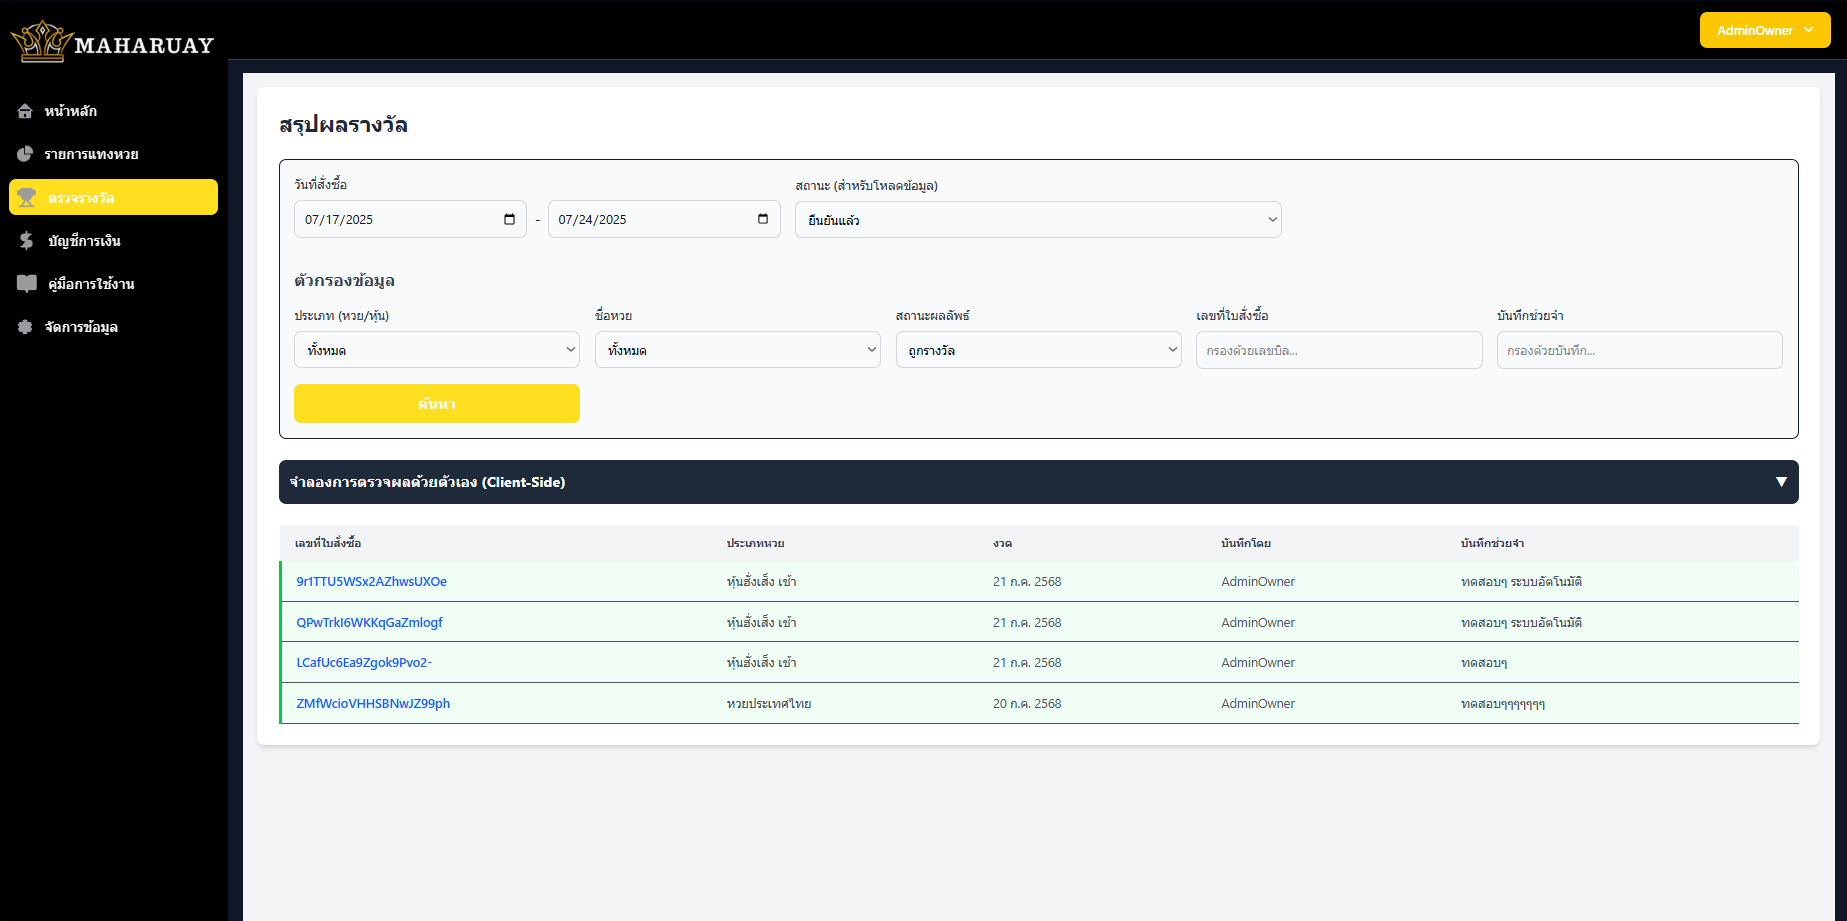 MAHARUAY
AdminOwner
หน้าหลัก
รายการแทงหวย
ตรวจรางวัล
บัญชีการเงิน
คู่มือการใช้งาน
จัดการข้อมูล
สรุปผลรางวัล
วันที่สั่งซื้อ
สถานะ (สำหรับโหลดข้อมูล)
07/17/2025 - 07/24/2025 ยืนยันแล้ว
ตัวกรองข้อมูล
ประเภท (หวย/หุ้น) ชื่อหวย สถานะผลลัพธ์ เลขที่ใบสั่งซื้อ บันทึกช่วยจำ
ทั้งหมด ทั้งหมด ถูกรางวัล กรองด้วยเลขบิล... กรองด้วยบันทึก...
ค้นหา
จำลองการตรวจผลด้วยตัวเอง (Client-Side) ▼
เลขที่ใบสั่งซื้อ ประเภทหวย งวด บันทึกโดย บันทึกช่วยจำ
9r1TTU5WSx2AZhwsUXOe หุ้นฮั่งเส็ง เช้า 21 ก.ค. 2568 AdminOwner ทดสอบๆ ระบบอัตโนมัติ
QPwTrkI6WKKqGaZmlogf หุ้นฮั่งเส็ง เช้า 21 ก.ค. 2568 AdminOwner ทดสอบๆ ระบบอัตโนมัติ
LCafUc6Ea9Zgok9Pvo2- หุ้นฮั่งเส็ง เช้า 21 ก.ค. 2568 AdminOwner ทดสอบๆ
ZMfWcioVHHSBNwJZ99ph หวยประเทศไทย 20 ก.ค. 2568 AdminOwner ทดสอบๆๆๆๆๆๆ